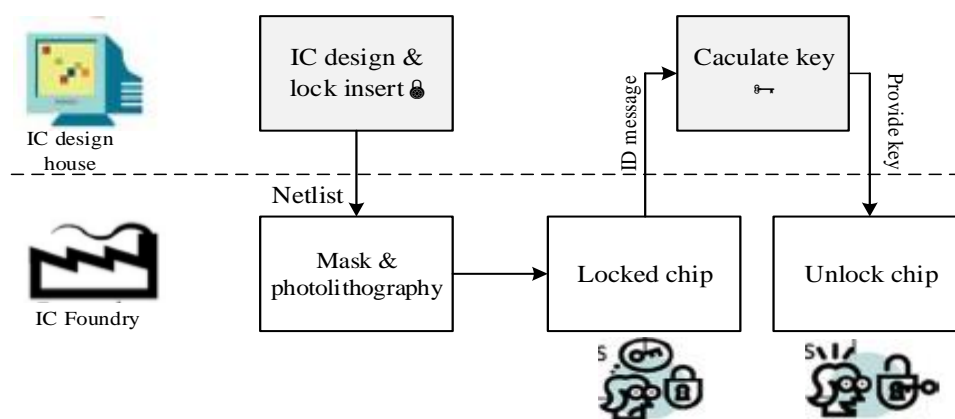 IC design &
lock insert
Caculate key
IC design
house
ID message
Provide key
Netlist
Mask &
photolithography
Locked chip
Unlock chip
IC Foundry
S
S